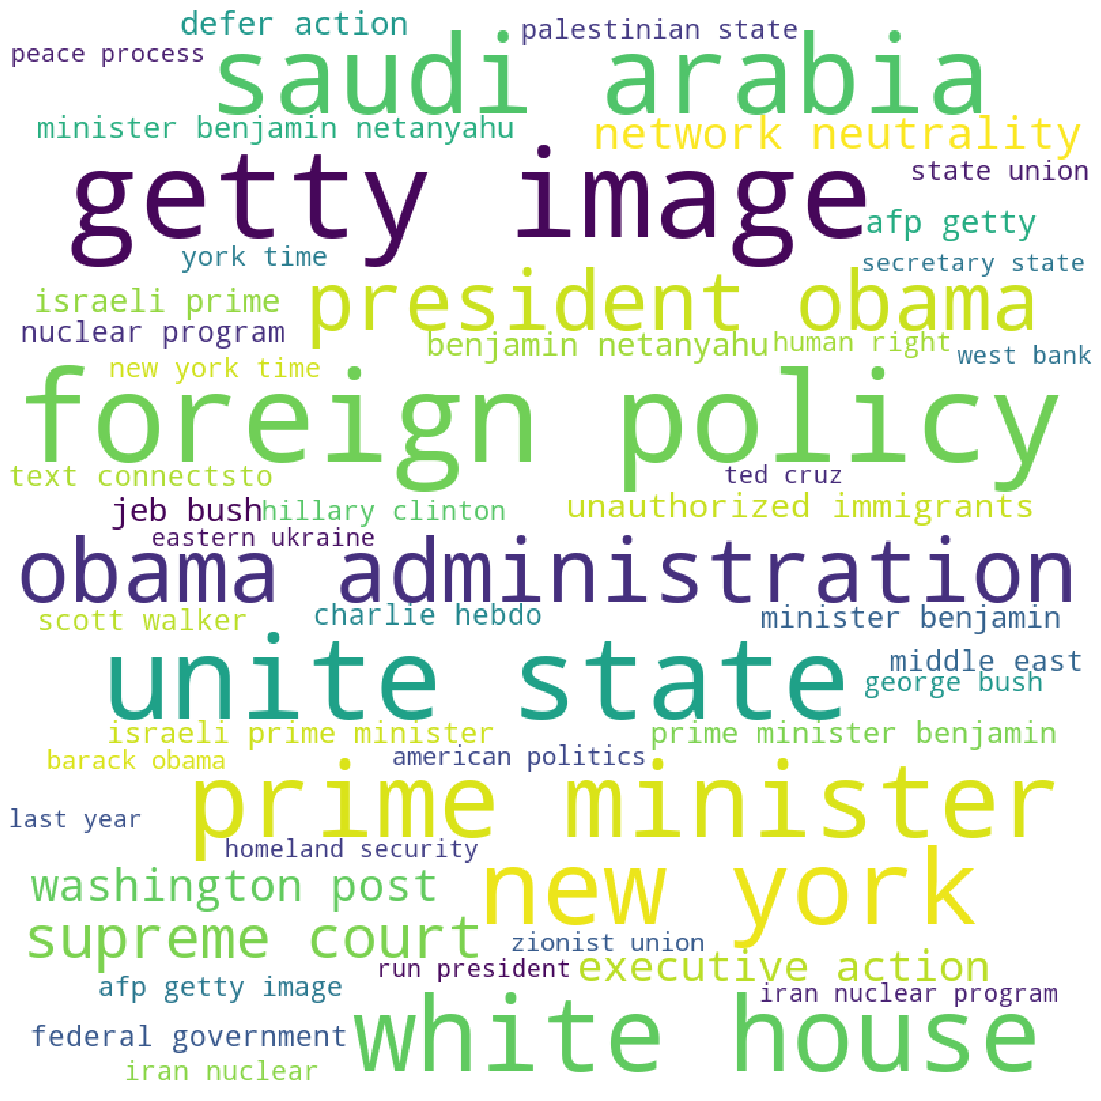 defer action
palestinian state
peace process
saudi arabia
minister benjamin netanyahu
network neutrality
getty image
state union
afp getty
york time
secretary state
israeli prime
president obama
nuclear program
benjamin netanyahu
human right
west bank
new york time
foreign policy
text connectsto
ted cruz
jeb bush
hillary clinton
unauthorized immigrants
eastern ukraine
obama administration
scott walker
charlie hebdo
minister benjamin
unite state
middle east
george bush
israeli prime minister
prime minister benjamin
barack obama
american politics
prime minister
last year
homeland security
washington post
new york
supreme court
zionist union
run president
executive action
afp getty image
iran nuclear program
federal government
white house
iran nuclear